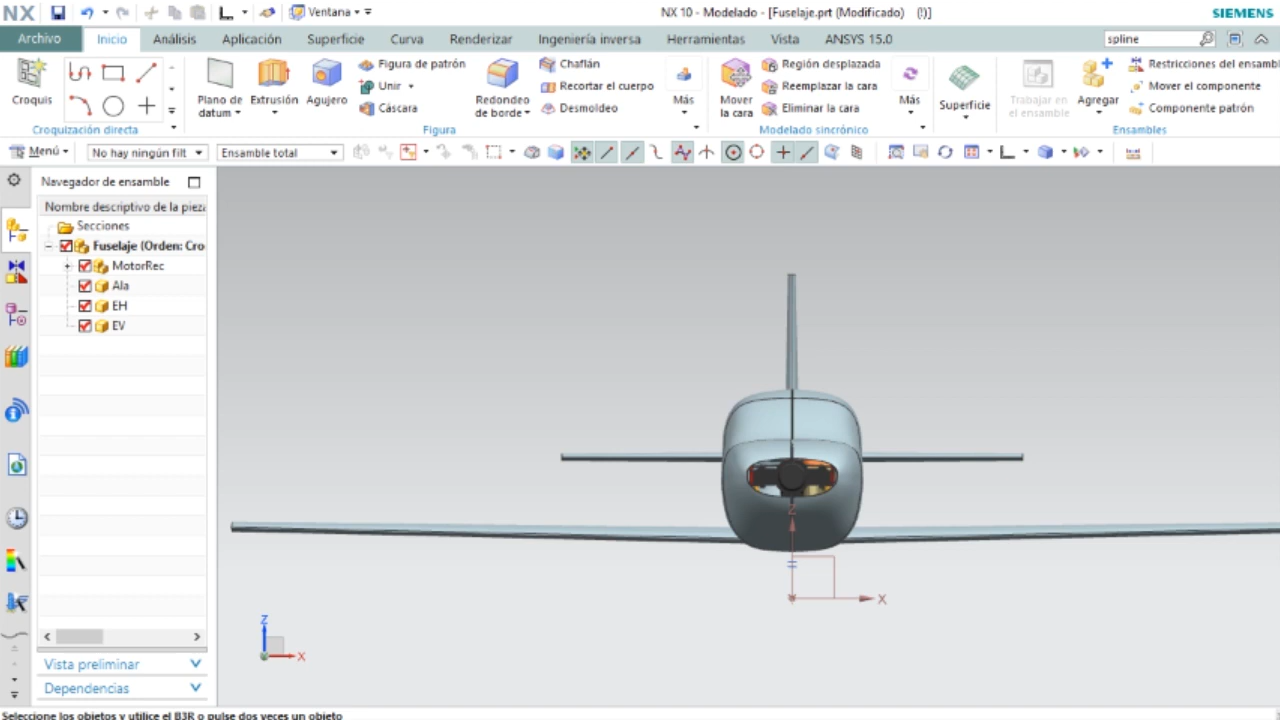 NX
Ventana
NX 10 - Modelado - [Fuselaje.prt (Modificado) (!)]
SIEMENS
Archivo
Inicio
Análisis
Aplicación
Superficie
Curva
Renderizar
Ingeniería inversa
Herramientas
Vista
ANSYS 15.0
spline
Croquis
Croquización directa
Plano de datum
Extrusión
Agujero
Figura de patrón
Unir
Cáscara
Redondeo de borde
Chaflán
Recortar el cuerpo
Desmoldeo
Más
Figura
Mover la cara
Región desplazada
Reemplazar la cara
Eliminar la cara
Más
Modelado sincrónico
Superficie
Trabajar en el ensamble
Agregar
Restricciones del ensambl
Mover el componente
Componente patrón
Ensambles
Menú
No hay ningún filt
Ensamble total
Navegador de ensamble
Nombre descriptivo de la pieza
Secciones
Fuselaje (Orden: Cro
MotorRec
Ala
EH
EV
Z
X
Z
X
Vista preliminar
Dependencias
Seleccione los objetos y utilice el B3R o pulse dos veces un objeto